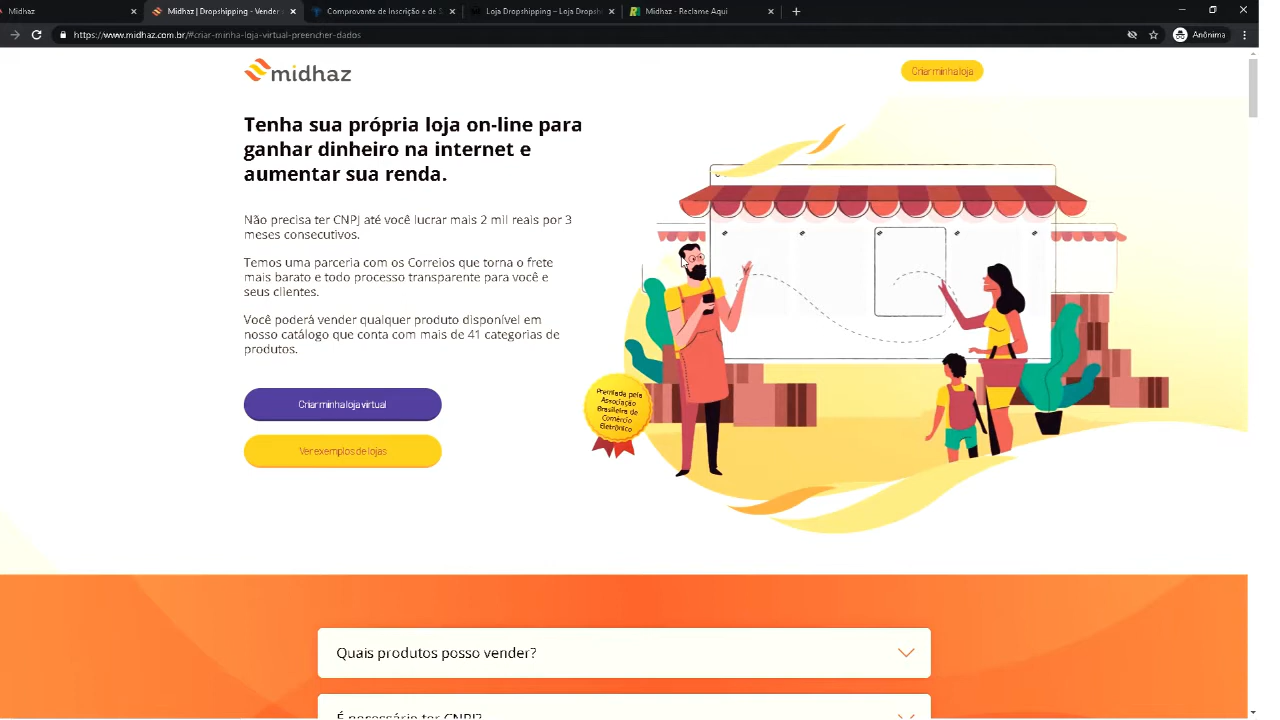 Midhaz
Midhaz | Dropshipping - Vender
Comprovante de Inscrição e de S
Loja Dropshipping – Loja Dropsh
Midhaz - Reclame Aqui
https://www.midhaz.com.br/#criar-minha-loja-virtual-preencher-dados
Anônima
midhaz
Criar minha loja
Tenha sua própria loja on-line para
ganhar dinheiro na internet e
aumentar sua renda.
Não precisa ter CNPJ até você lucrar mais 2 mil reais por 3
meses consecutivos.
Temos uma parceria com os Correios que torna o frete
mais barato e todo processo transparente para você e
seus clientes.
Você poderá vender qualquer produto disponível em
nosso catálogo que conta com mais de 41 categorias de
produtos.
Criar minha loja virtual
Ver exemplos de lojas
Premiada pela
Associação
Brasileira de
Comércio
Eletrônico
Quais produtos posso vender?
É necessário ter CNPJ?